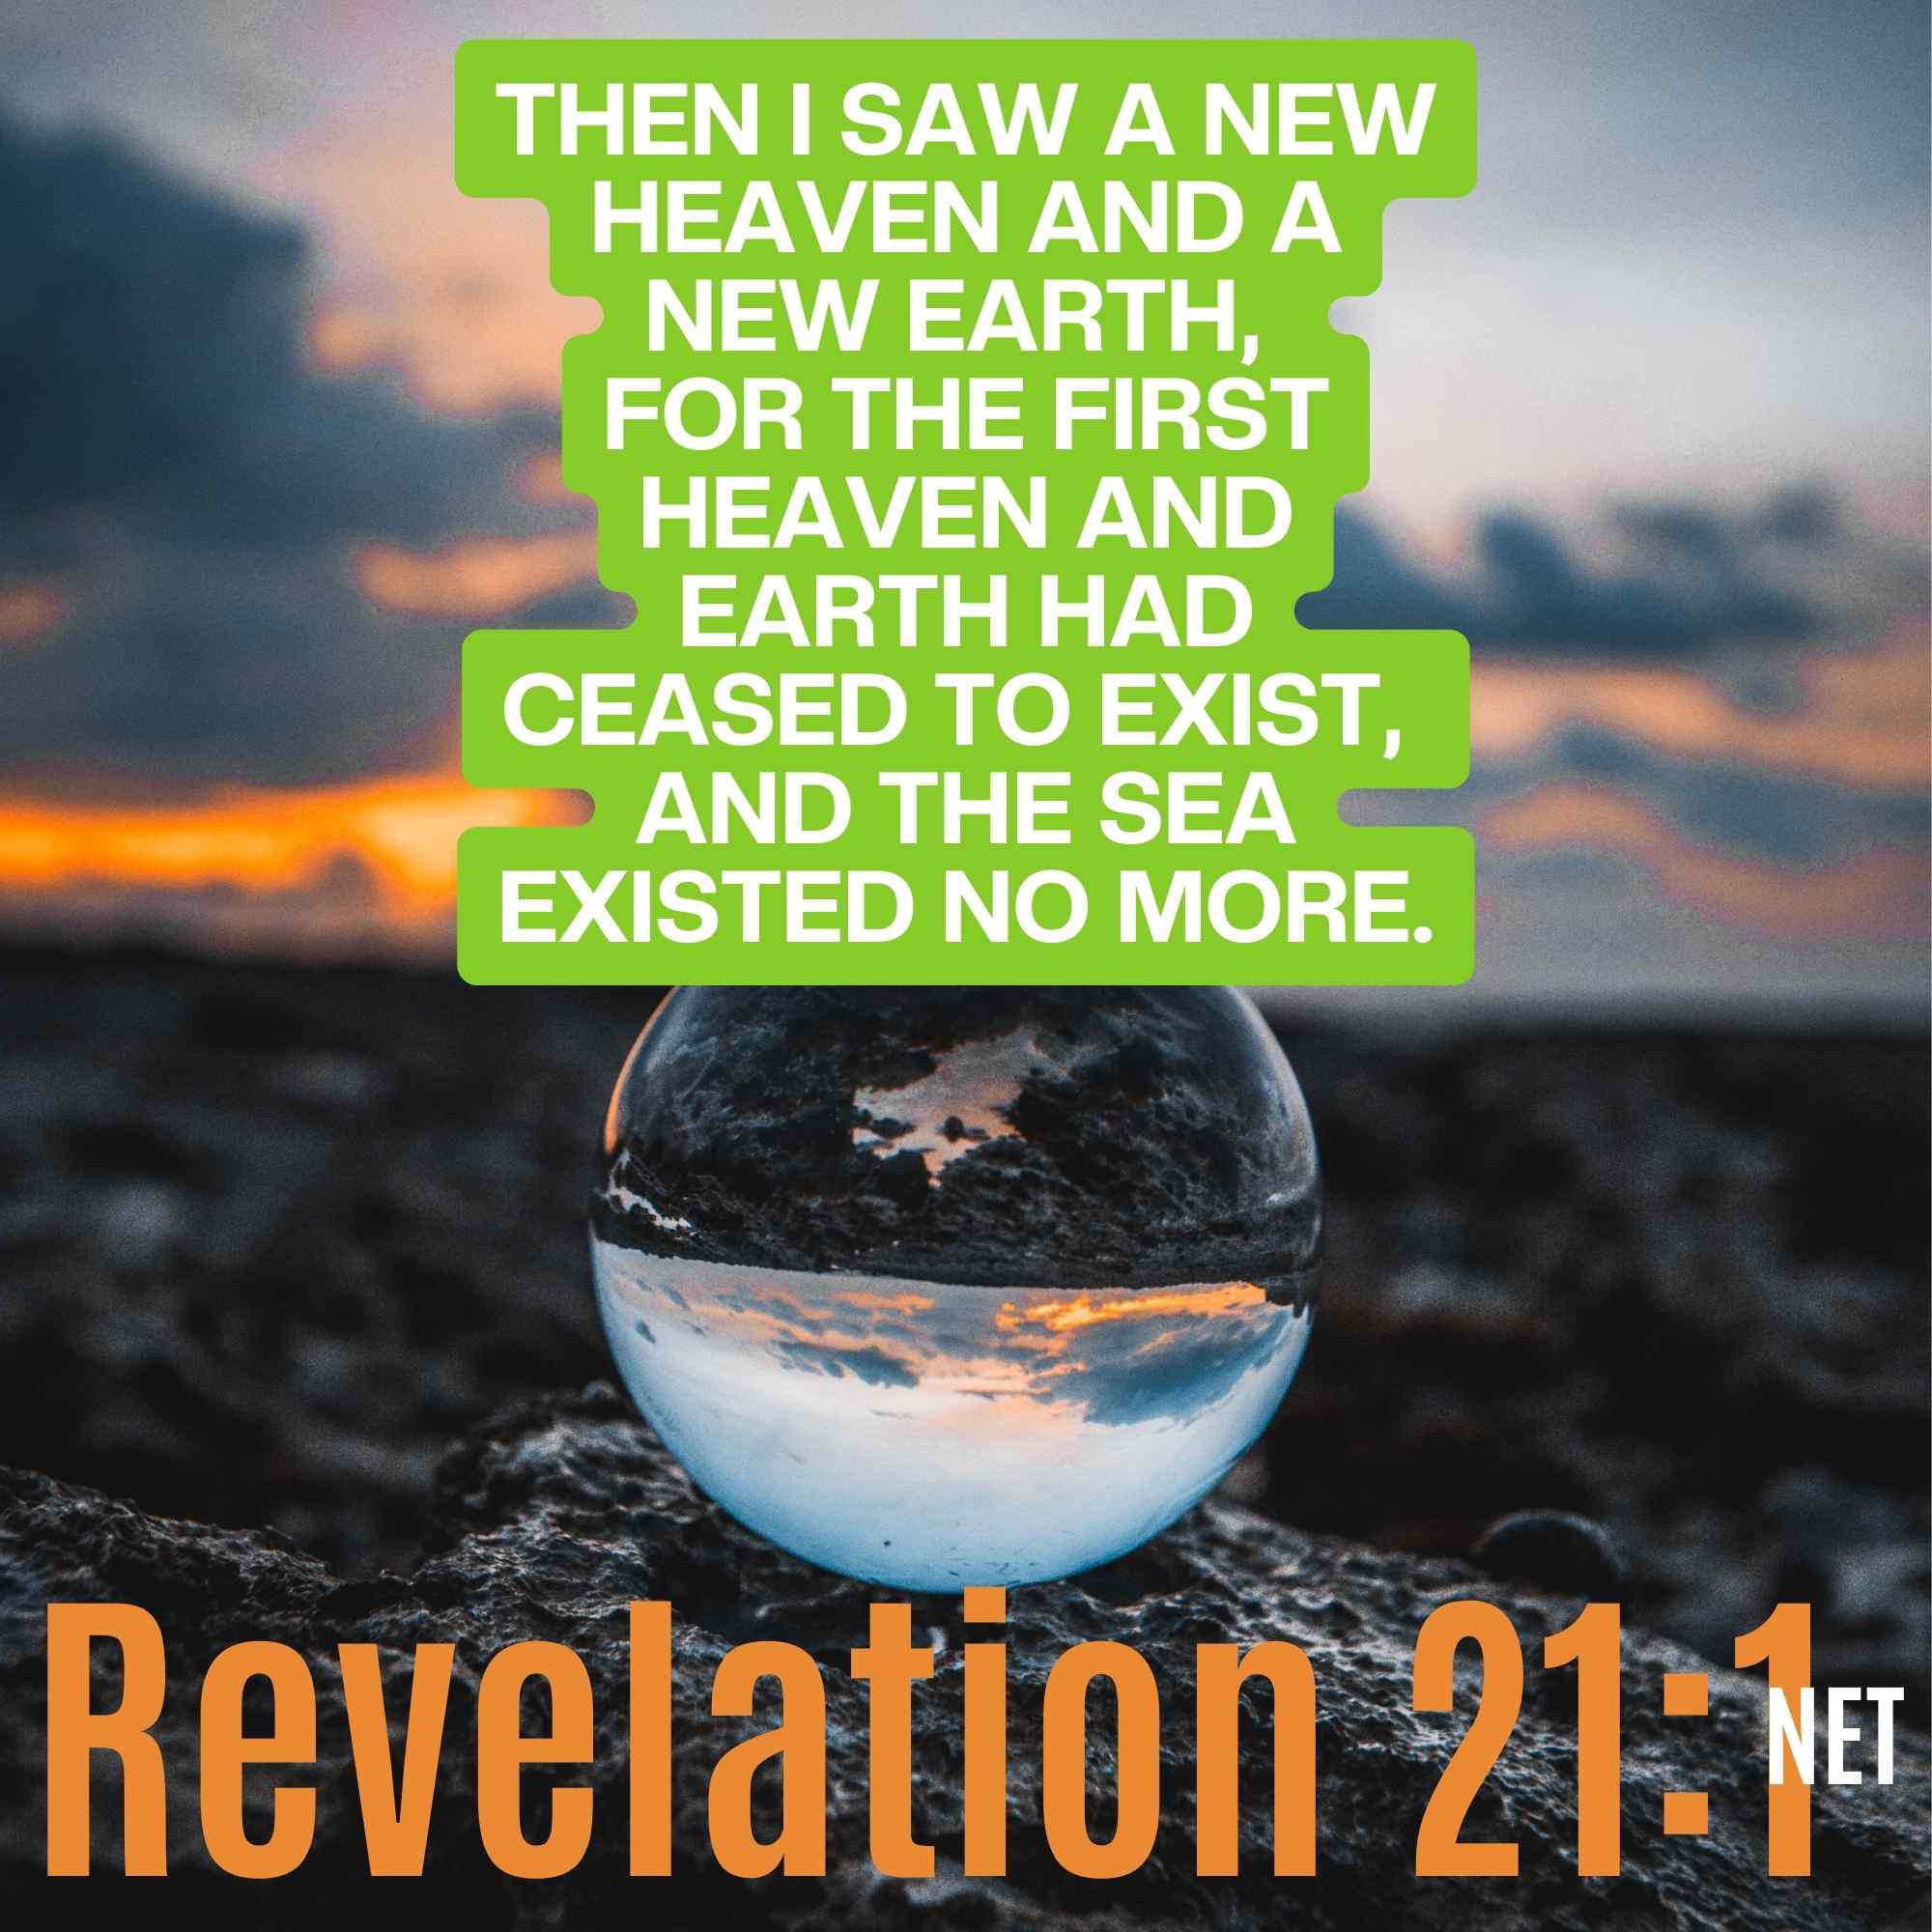 THEN I SAW A NEW
HEAVEN AND A
NEW EARTH,
FOR THE FIRST
HEAVEN AND
EARTH HAD
CEASED TO EXIST,
AND THE SEA
EXISTED NO MORE.
Revelation 21:1
NET